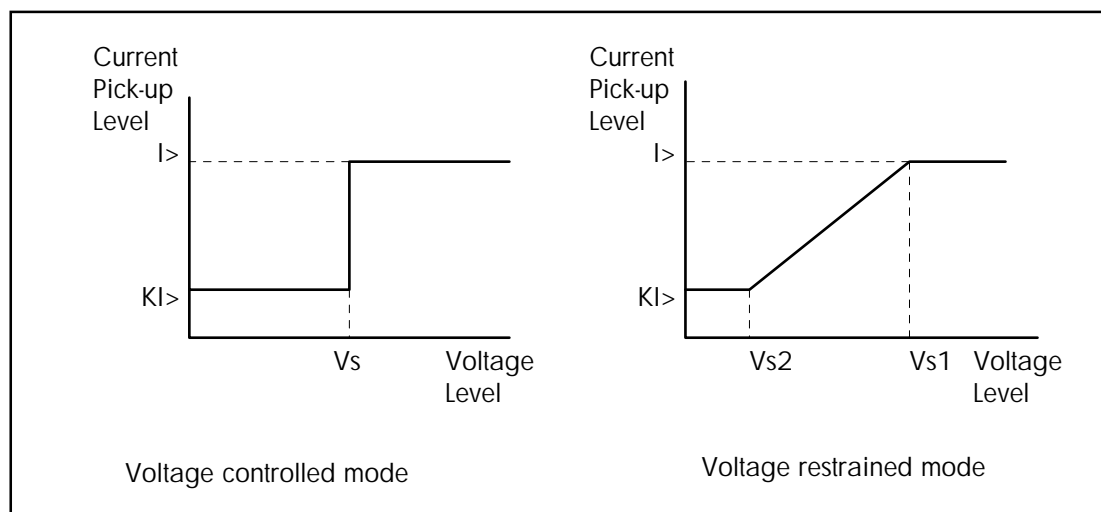 Current
Pick-up
Level
I>
KI>
Vs
Voltage
Level
Voltage controlled mode
Current
Pick-up
Level
I>
KI>
Vs2
Vs1
Voltage
Level
Voltage restrained mode